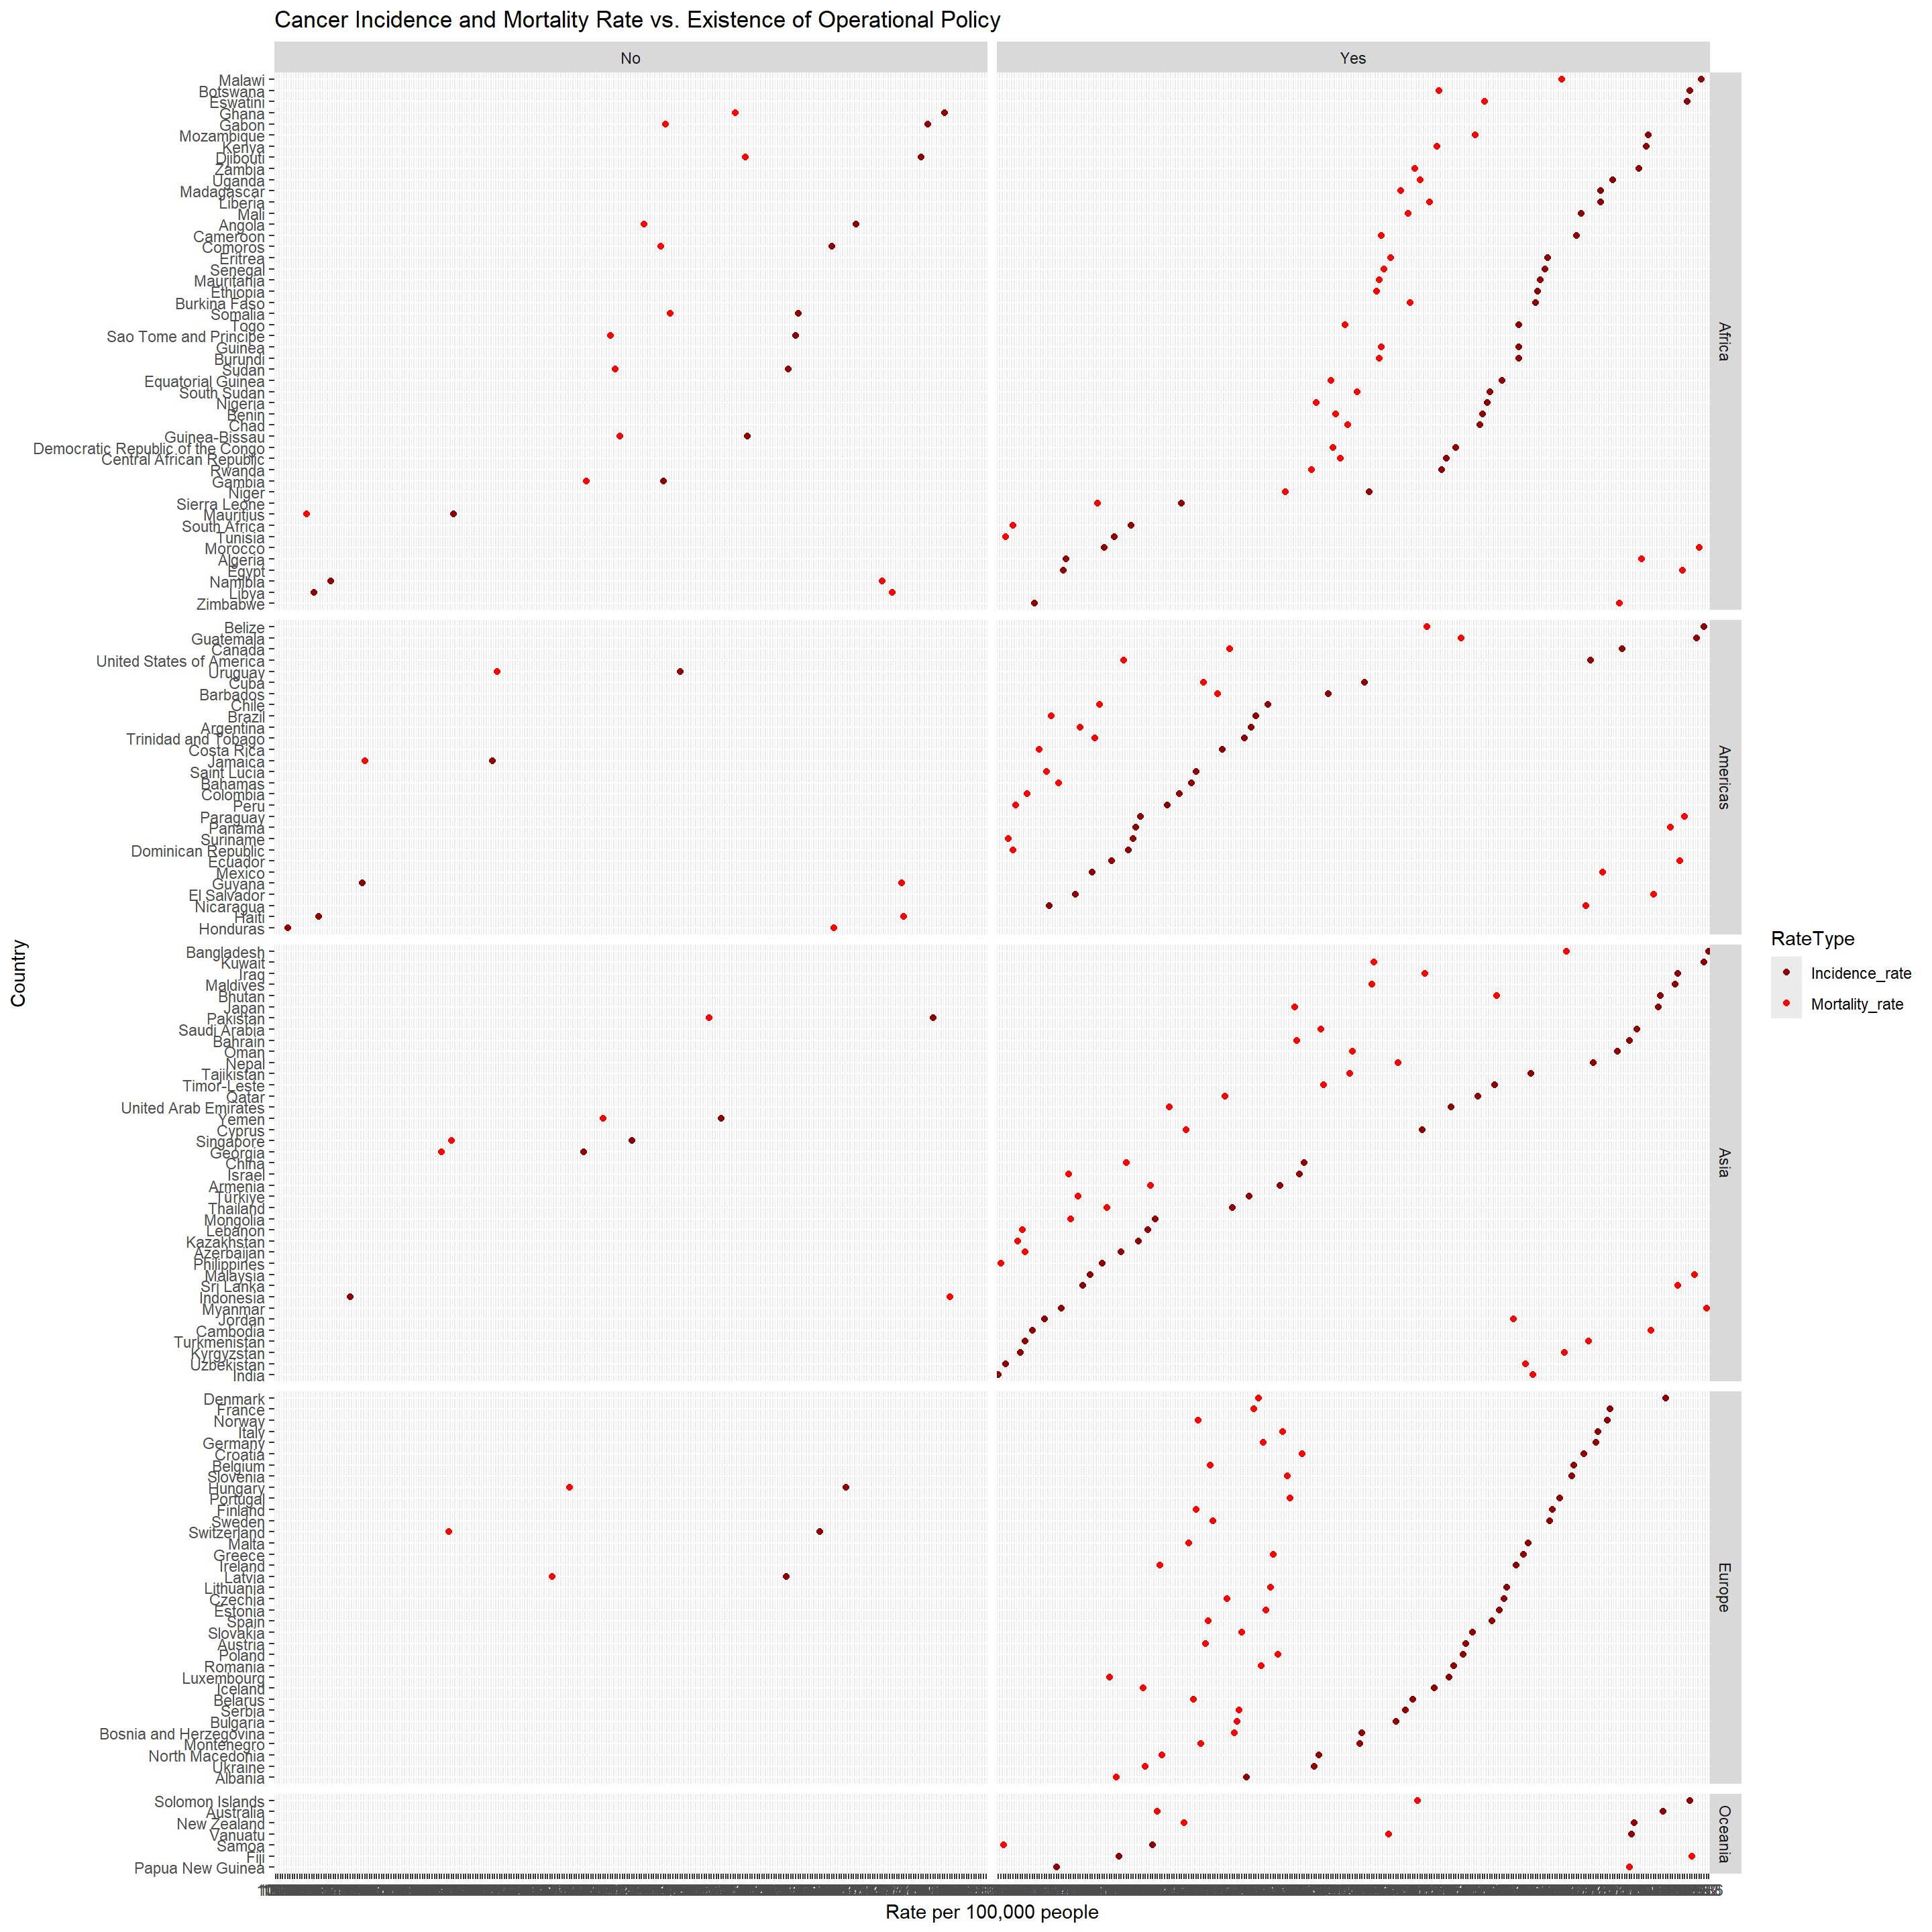 Cancer Incidence and Mortality Rate vs. Existence of Operational Policy
No
Yes
Malawi
Botswana
Eswatini
Ghana
Gabon
Mozambique
Kenya
Djibouti
Zambia
Uganda
Madagascar
Liberia
Mali
Angola
Cameroon
Comoros
Eritrea
Senegal
Mauritania
Ethiopia
Burkina Faso
Somalia
Togo
Sao Tome and Principe
Guinea
Burundi
Sudan
Equatorial Guinea
South Sudan
Nigeria
Benin
Chad
Guinea-Bissau
Democratic Republic of the Congo
Central African Republic
Rwanda
Gambia
Niger
Sierra Leone
Mauritius
South Africa
Tunisia
Morocco
Algeria
Egypt
Namibia
Libya
Zimbabwe
Africa
Belize
Guatemala
Canada
United States of America
Uruguay
Cuba
Barbados
Chile
Brazil
Argentina
Trinidad and Tobago
Costa Rica
Jamaica
Saint Lucia
Bahamas
Colombia
Peru
Paraguay
Panama
Suriname
Dominican Republic
Ecuador
Mexico
Guyana
El Salvador
Nicaragua
Haiti
Honduras
Americas
Country
RateType
Incidence_rate
Mortality_rate
Bangladesh
Kuwait
Iraq
Maldives
Bhutan
Japan
Pakistan
Saudi Arabia
Bahrain
Oman
Nepal
Tajikistan
Timor-Leste
Qatar
United Arab Emirates
Yemen
Cyprus
Singapore
Georgia
China
Israel
Armenia
Türkiye
Thailand
Mongolia
Lebanon
Kazakhstan
Azerbaijan
Philippines
Malaysia
Sri Lanka
Indonesia
Myanmar
Jordan
Cambodia
Turkmenistan
Kyrgyzstan
Uzbekistan
India
Asia
Denmark
France
Norway
Italy
Germany
Croatia
Belgium
Slovenia
Hungary
Portugal
Finland
Sweden
Switzerland
Malta
Greece
Ireland
Latvia
Lithuania
Czechia
Estonia
Spain
Slovakia
Austria
Poland
Romania
Luxembourg
Iceland
Belarus
Serbia
Bulgaria
Bosnia and Herzegovina
Montenegro
North Macedonia
Ukraine
Albania
Europe
Solomon Islands
Australia
New Zealand
Vanuatu
Samoa
Fiji
Papua New Guinea
Oceania
Rate per 100,000 people